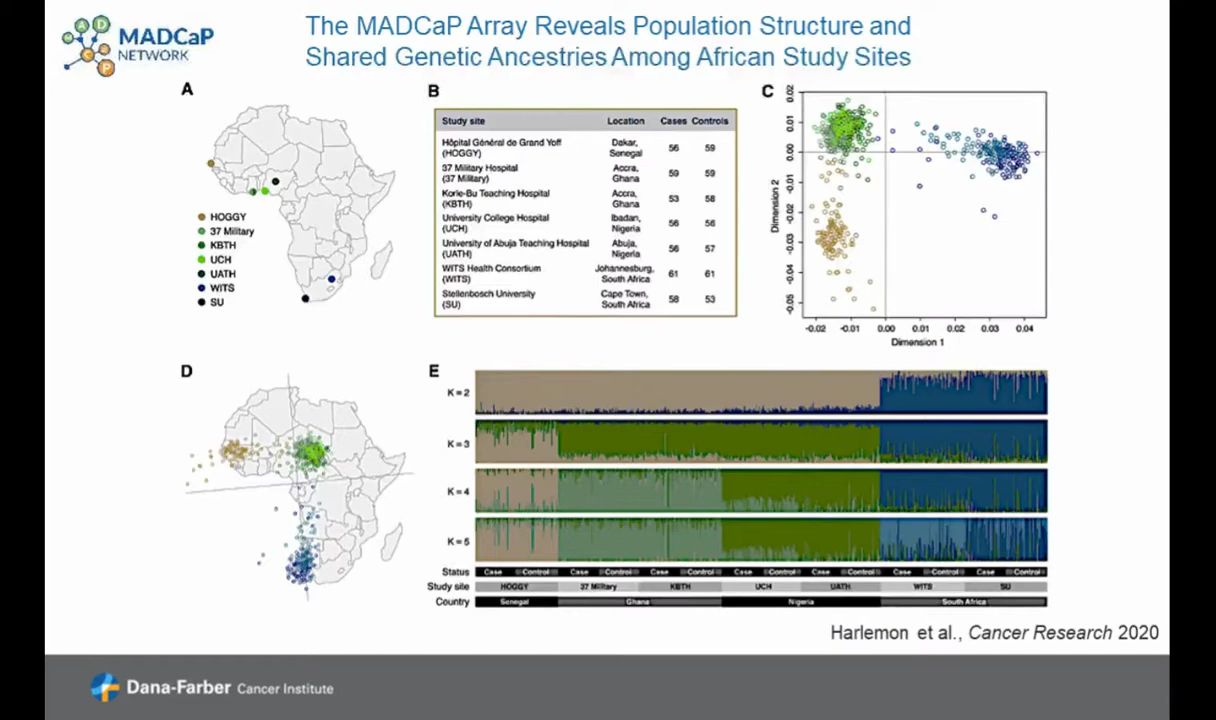 The MADCaP Array Reveals Population Structure and
Shared Genetic Ancestries Among African Study Sites
M A D C P
MADCaP
NETWORK
A
HOGGY
37 Military
KBTH
UCH
UATH
WITS
SU
B
Study site Location Cases Controls
Hôpital Général de Grand Yoff Dakar, 56 59
(HOGGY) Senegal
37 Military Hospital Accra, 59 59
(37 Military) Ghana
Korle-Bu Teaching Hospital Accra, 53 58
(KBTH) Ghana
University College Hospital Ibadan, 56 56
(UCH) Nigeria
University of Abuja Teaching Hospital Abuja, 56 57
(UATH) Nigeria
WITS Health Consortium Johannesburg, 61 61
(WITS) South Africa
Stellenbosch University Cape Town, 58 53
(SU) South Africa
C
Dimension 2
0.02
0.01
0.00
-0.01
-0.02
-0.03
-0.04
-0.05
-0.02 -0.01 0.00 0.01 0.02 0.03 0.04
Dimension 1
D
E
K = 2
K = 3
K = 4
K = 5
Status Case Control Case Control Case Control Case Control Case Control Case Control Case Control
Study site HOGGY 37 Military KBTH UCH UATH WITS SU
Country Senegal Ghana Nigeria South Africa
Harlemon et al., Cancer Research 2020
Dana-Farber Cancer Institute